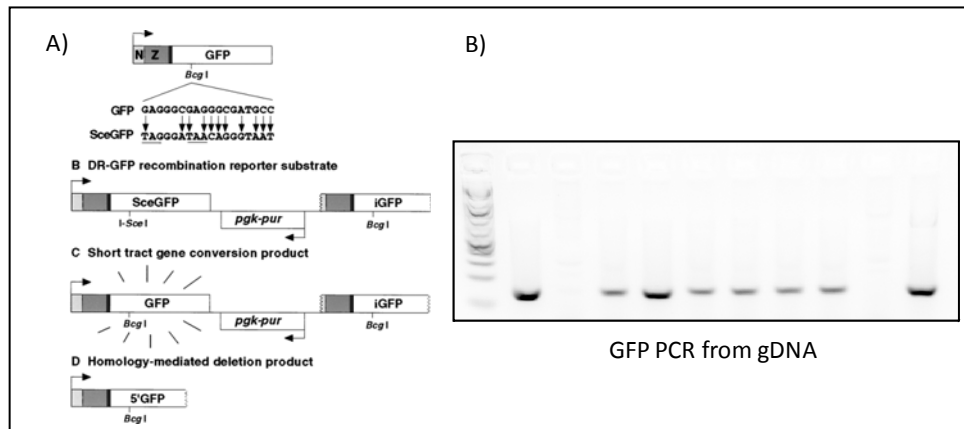 A)
B)
N Z GFP
Bcg I
GFP GAGGGCGAGGGCGATGCC
SceGFP TAGGGATAACAGGGTAAT
B DR-GFP recombination reporter substrate
SceGFP iGFP
I-SceI pgk-pur Bcg I
C Short tract gene conversion product
GFP iGFP
Bcg I pgk-pur Bcg I
D Homology-mediated deletion product
5'GFP
Bcg I
GFP PCR from gDNA